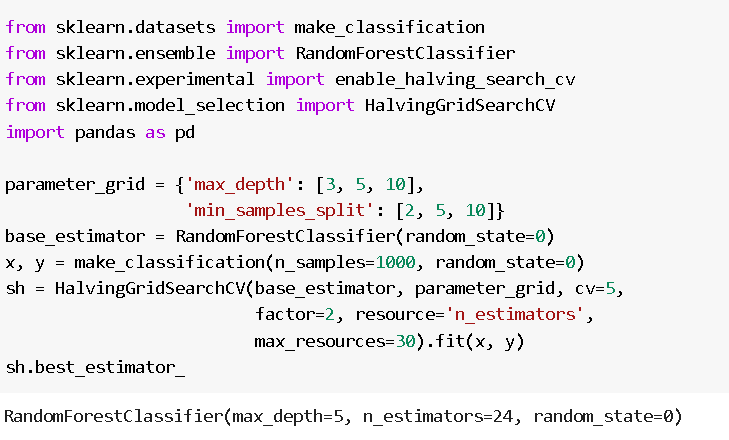 from sklearn.datasets import make_classification
from sklearn.ensemble import RandomForestClassifier
from sklearn.experimental import enable_halving_search_cv
from sklearn.model_selection import HalvingGridSearchCV
import pandas as pd

parameter_grid = {'max_depth': [3, 5, 10],
                  'min_samples_split': [2, 5, 10]}
base_estimator = RandomForestClassifier(random_state=0)
x, y = make_classification(n_samples=1000, random_state=0)
sh = HalvingGridSearchCV(base_estimator, parameter_grid, cv=5,
                         factor=2, resource='n_estimators',
                         max_resources=30).fit(x, y)
sh.best_estimator_

RandomForestClassifier(max_depth=5, n_estimators=24, random_state=0)